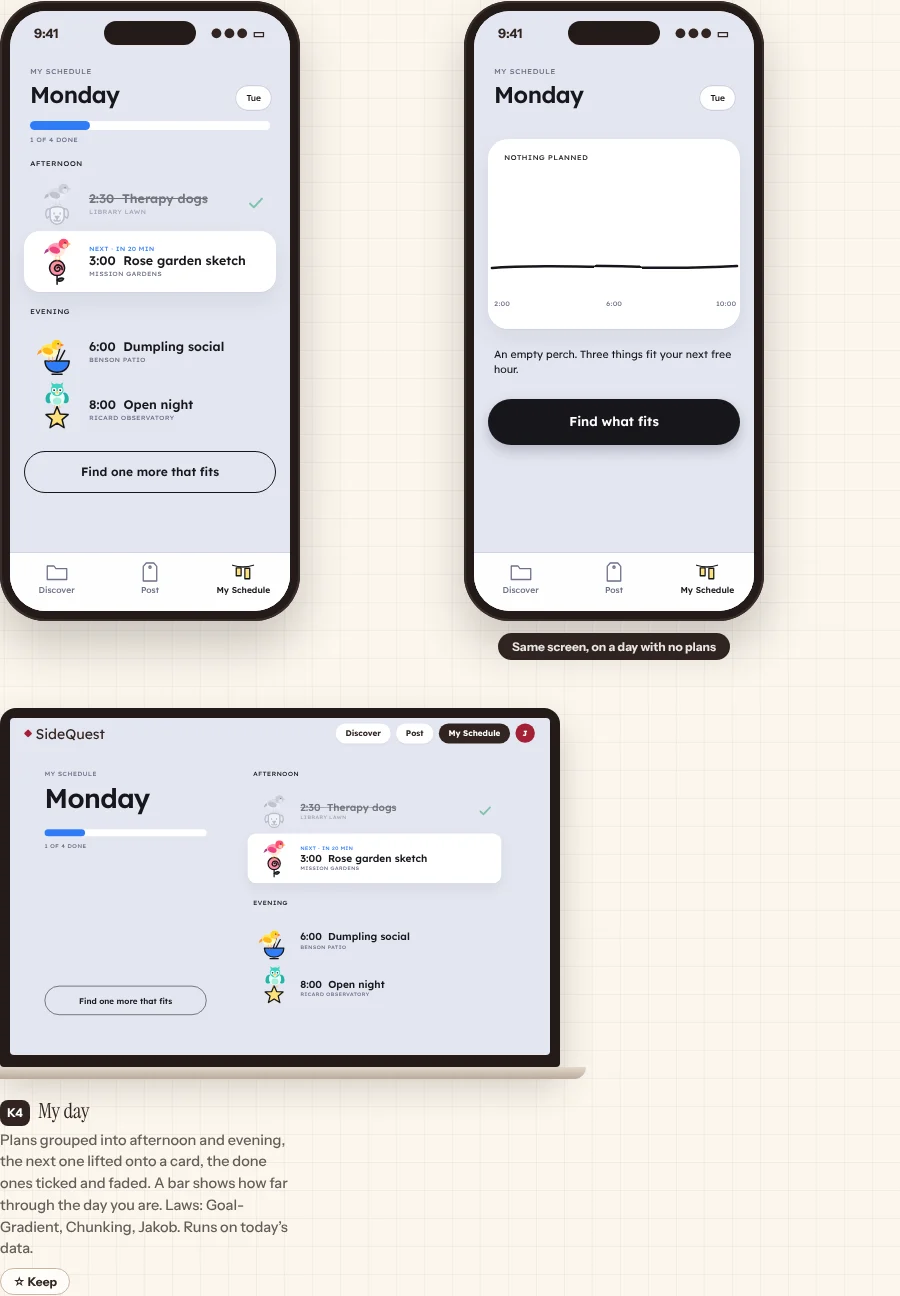 9:41
MY SCHEDULE
Monday
Tue
1 OF 4 DONE
AFTERNOON
2:30 Therapy dogs
LIBRARY LAWN
NEXT · IN 20 MIN
3:00 Rose garden sketch
MISSION GARDENS
EVENING
6:00 Dumpling social
BENSON PATIO
8:00 Open night
RICARD OBSERVATORY
Find one more that fits
Discover
Post
My Schedule
9:41
MY SCHEDULE
Monday
Tue
NOTHING PLANNED
2:00
6:00
10:00
An empty perch. Three things fit your next free
hour.
Find what fits
Discover
Post
My Schedule
Same screen, on a day with no plans
SideQuest
Discover
Post
My Schedule
J
MY SCHEDULE
Monday
1 OF 4 DONE
Find one more that fits
AFTERNOON
2:30 Therapy dogs
LIBRARY LAWN
NEXT · IN 20 MIN
3:00 Rose garden sketch
MISSION GARDENS
EVENING
6:00 Dumpling social
BENSON PATIO
8:00 Open night
RICARD OBSERVATORY
K4 My day
Plans grouped into afternoon and evening,
the next one lifted onto a card, the done
ones ticked and faded. A bar shows how far
through the day you are. Laws: Goal-
Gradient, Chunking, Jakob. Runs on today's
data.
☆ Keep